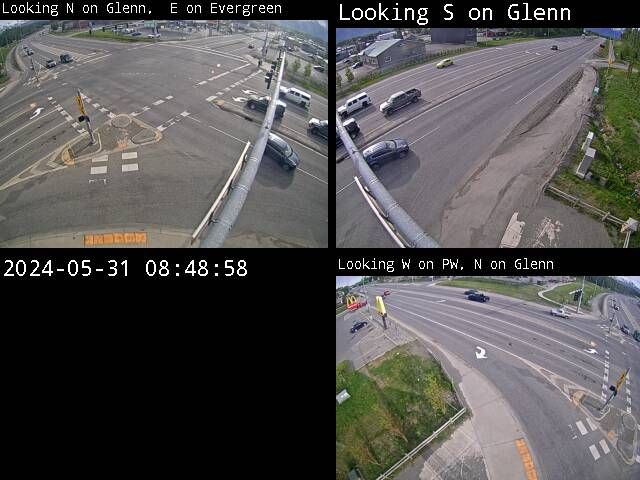 Looking N on Glenn,  E on Evergreen
Looking S on Glenn
2024-05-31 08:48:58
Looking W on PW, N on Glenn